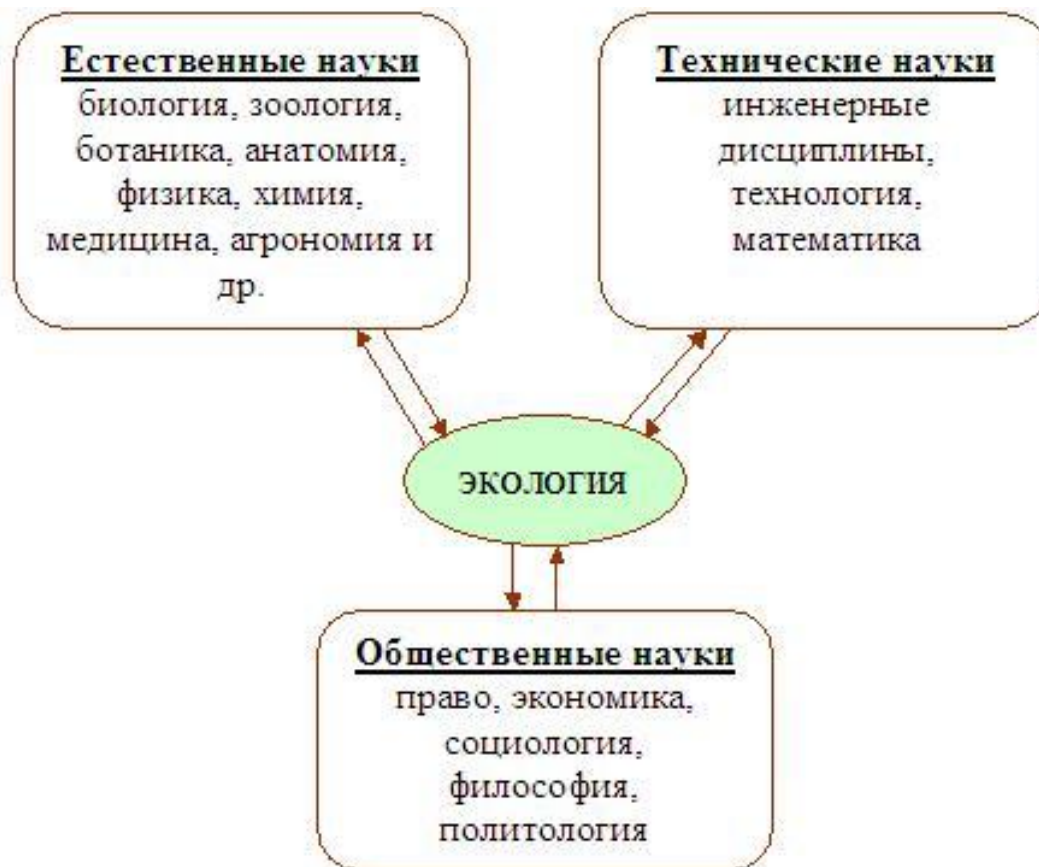 Естественные науки
биология, зоология,
ботаника, анатомия,
физика, химия,
медицина, агрономия и
др.
Технические науки
инженерные
дисциплины,
технология,
математика
ЭКОЛОГИЯ
Общественные науки
право, экономика,
социология,
философия,
политология